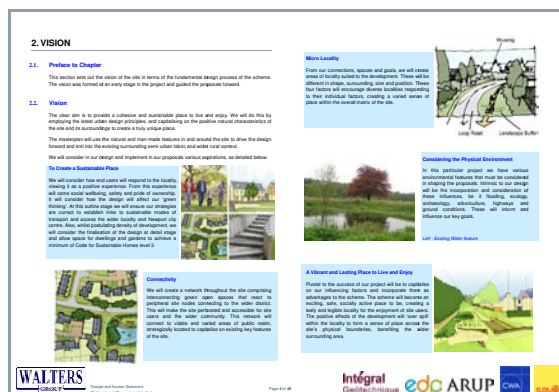 2. VISION
2.1. Preface to Chapter
This section sets out the vision of the site in terms of the fundamental design process of the scheme.
The vision was formed at an early stage in the project and guided the proposals forward.
2.2. Vision
The clear aim is to provide a cohesive and sustainable place to live and enjoy. We will do this by
employing the latest urban design principles, and capitalising on the positive natural characteristics of
the site and its surroundings to create a truly unique place.
The masterplan will use the natural and man-made features in and around the site to drive the design
forward and knit into the existing surrounding semi-urban fabric and wider rural context.
We will consider in our design and implement in our proposals various aspirations, as detailed below.
To Create a Sustainable Place
We will consider how end users will respond to the locality,
viewing it as a positive experience. From this experience
will come social wellbeing, safety and pride of ownership.
It will consider how the design will affect our 'green
thinking'. At this outline stage we will ensure our strategies
are correct to establish links to sustainable modes of
transport and access the wider locality and Newport city
centre. Also, whilst postulating density of development, we
will consider the finalisation of the design at detail stage
and allow space for dwellings and gardens to achieve a
minimum of Code for Sustainable Homes level 3.
Connectivity
We will create a network throughout the site comprising
interconnecting green open spaces that react to
peripheral site nodes connecting to the wider district.
This will make the site perforated and accessible for site
users and the wider community. This network will
connect to viable and varied areas of public realm,
strategically located to capitalise on existing key features
of the site.
Micro Locality
From our connections, spaces and goals, we will create
areas of locality suited to the development. These will be
different in shape, surrounding, size and position. These
four factors will encourage diverse localities responding
to their individual factors, creating a varied sense of
place within the overall matrix of the site.
Housing
Loop Road
Landscape Buffer
Considering the Physical Environment
In this particular project we have various
environmental features that must be considered
in shaping the proposals. Intrinsic to our design
will be the incorporation and consideration of
these influences, be it flooding, ecology,
archaeology, arboriculture, highways and
ground conditions. These will inform and
influence our key goals.
Left - Existing Water feature
A Vibrant and Lasting Place to Live and Enjoy
Pivotal to the success of our project will be to capitalise
on our influencing factors and incorporate them as
advantages to the scheme. The scheme will become an
exciting, safe, socially active place to be, creating a
leafy and legible locality for the enjoyment of site users.
The positive effects of the development will 'over spill'
within the locality to form a sense of place across the
site's physical boundaries, benefiting the wider
surrounding area.
WALTERS
GROUP
Design and Access Statement
Intégral
Géotechnique
edp
ARUP
CWA